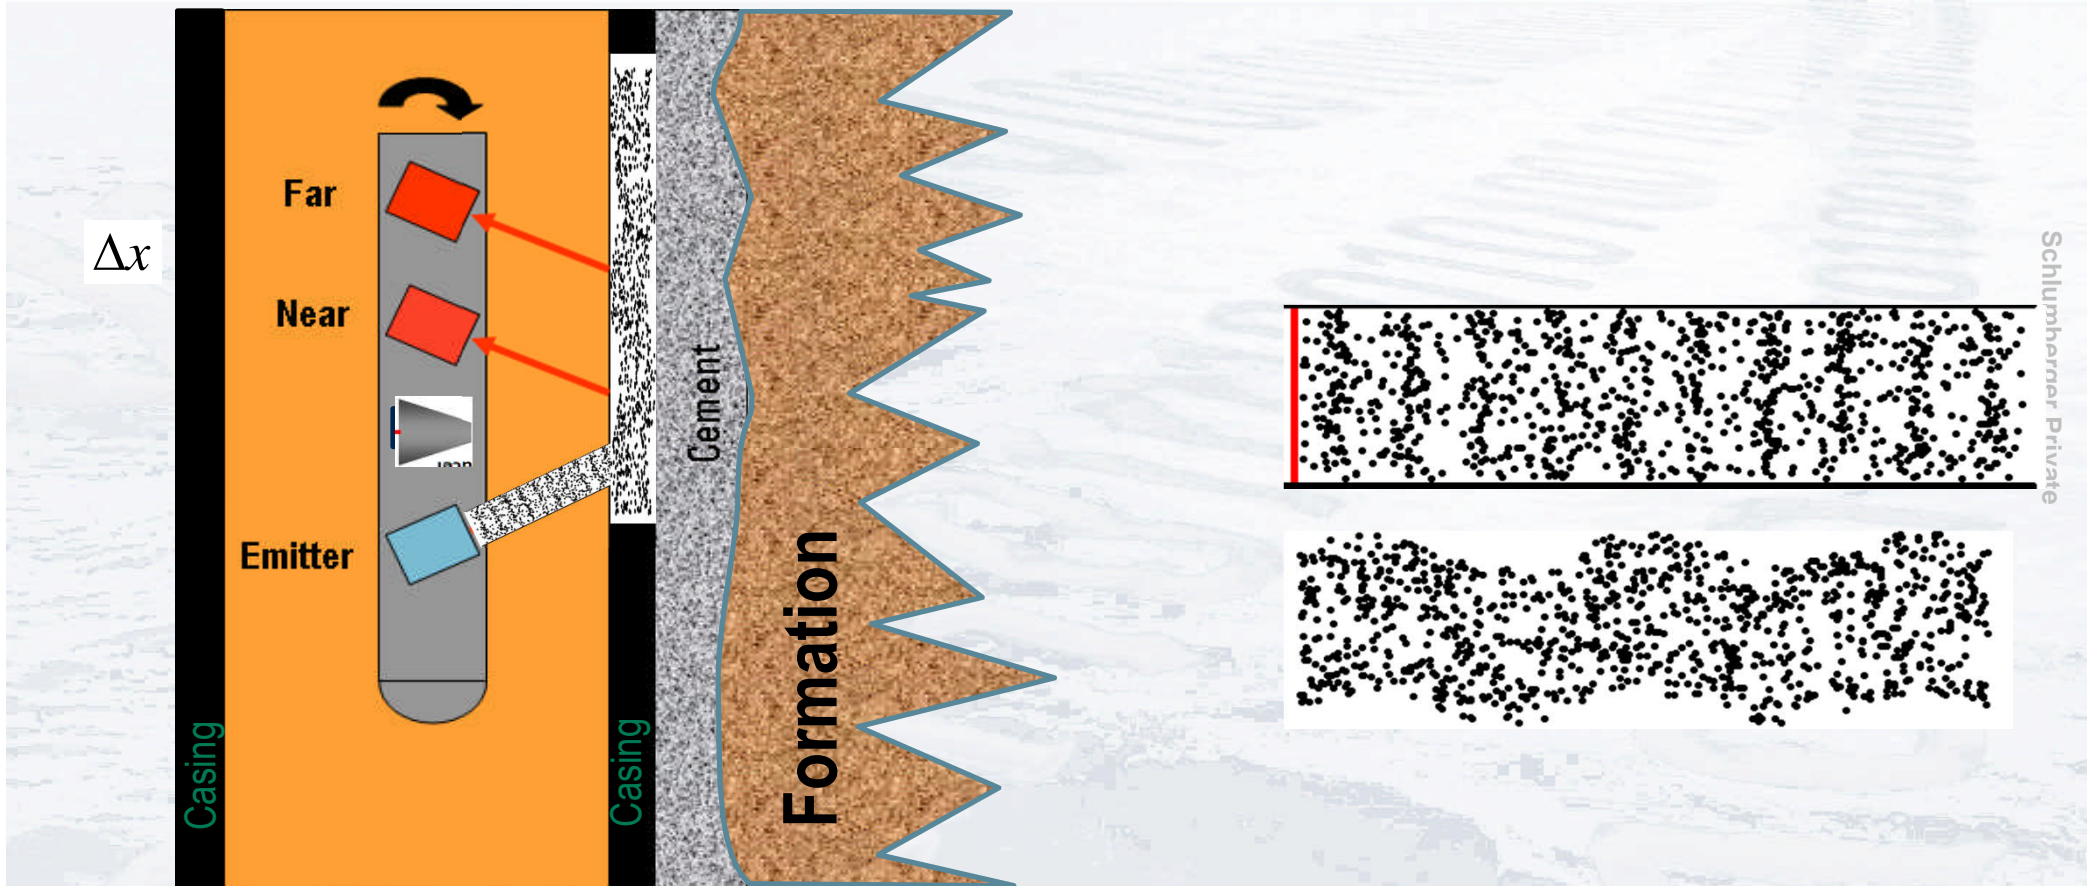 Far
Δx
Near
Cement
Emitter
Formation
Casing
Casing
Schlumberger Private